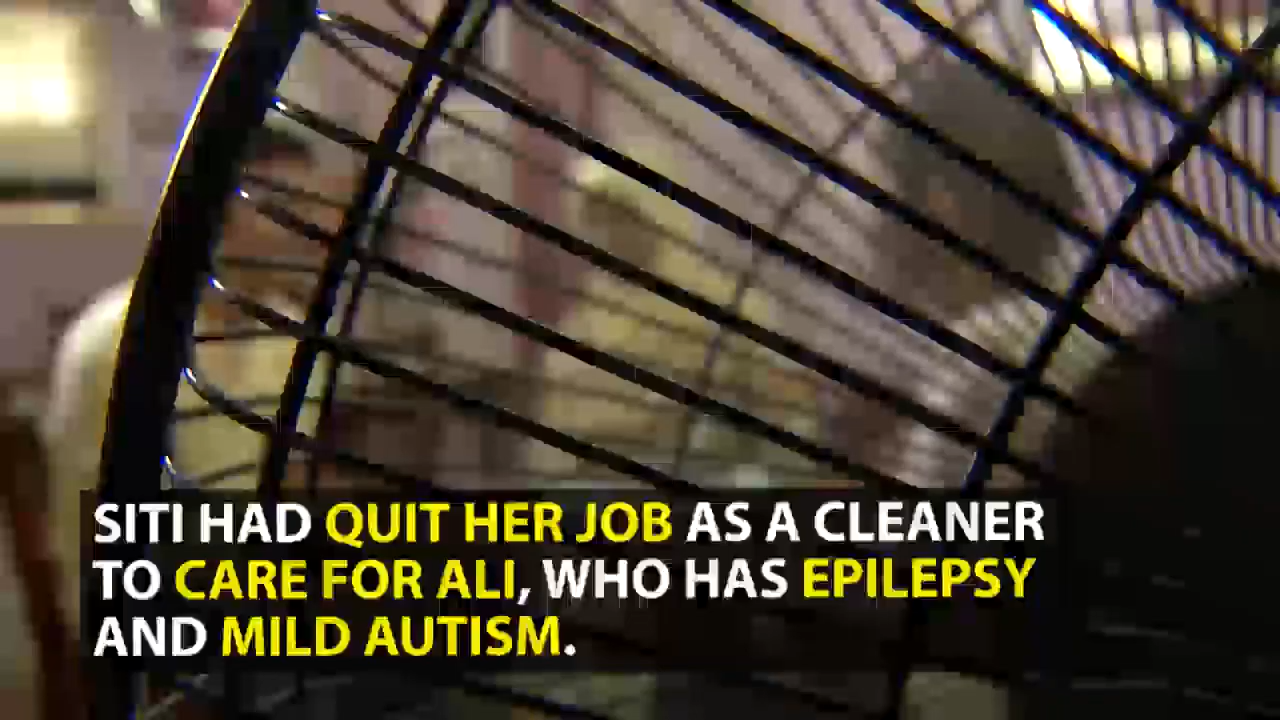 SITI HAD QUIT HER JOB AS A CLEANER
TO CARE FOR ALI, WHO HAS EPILEPSY
AND MILD AUTISM.